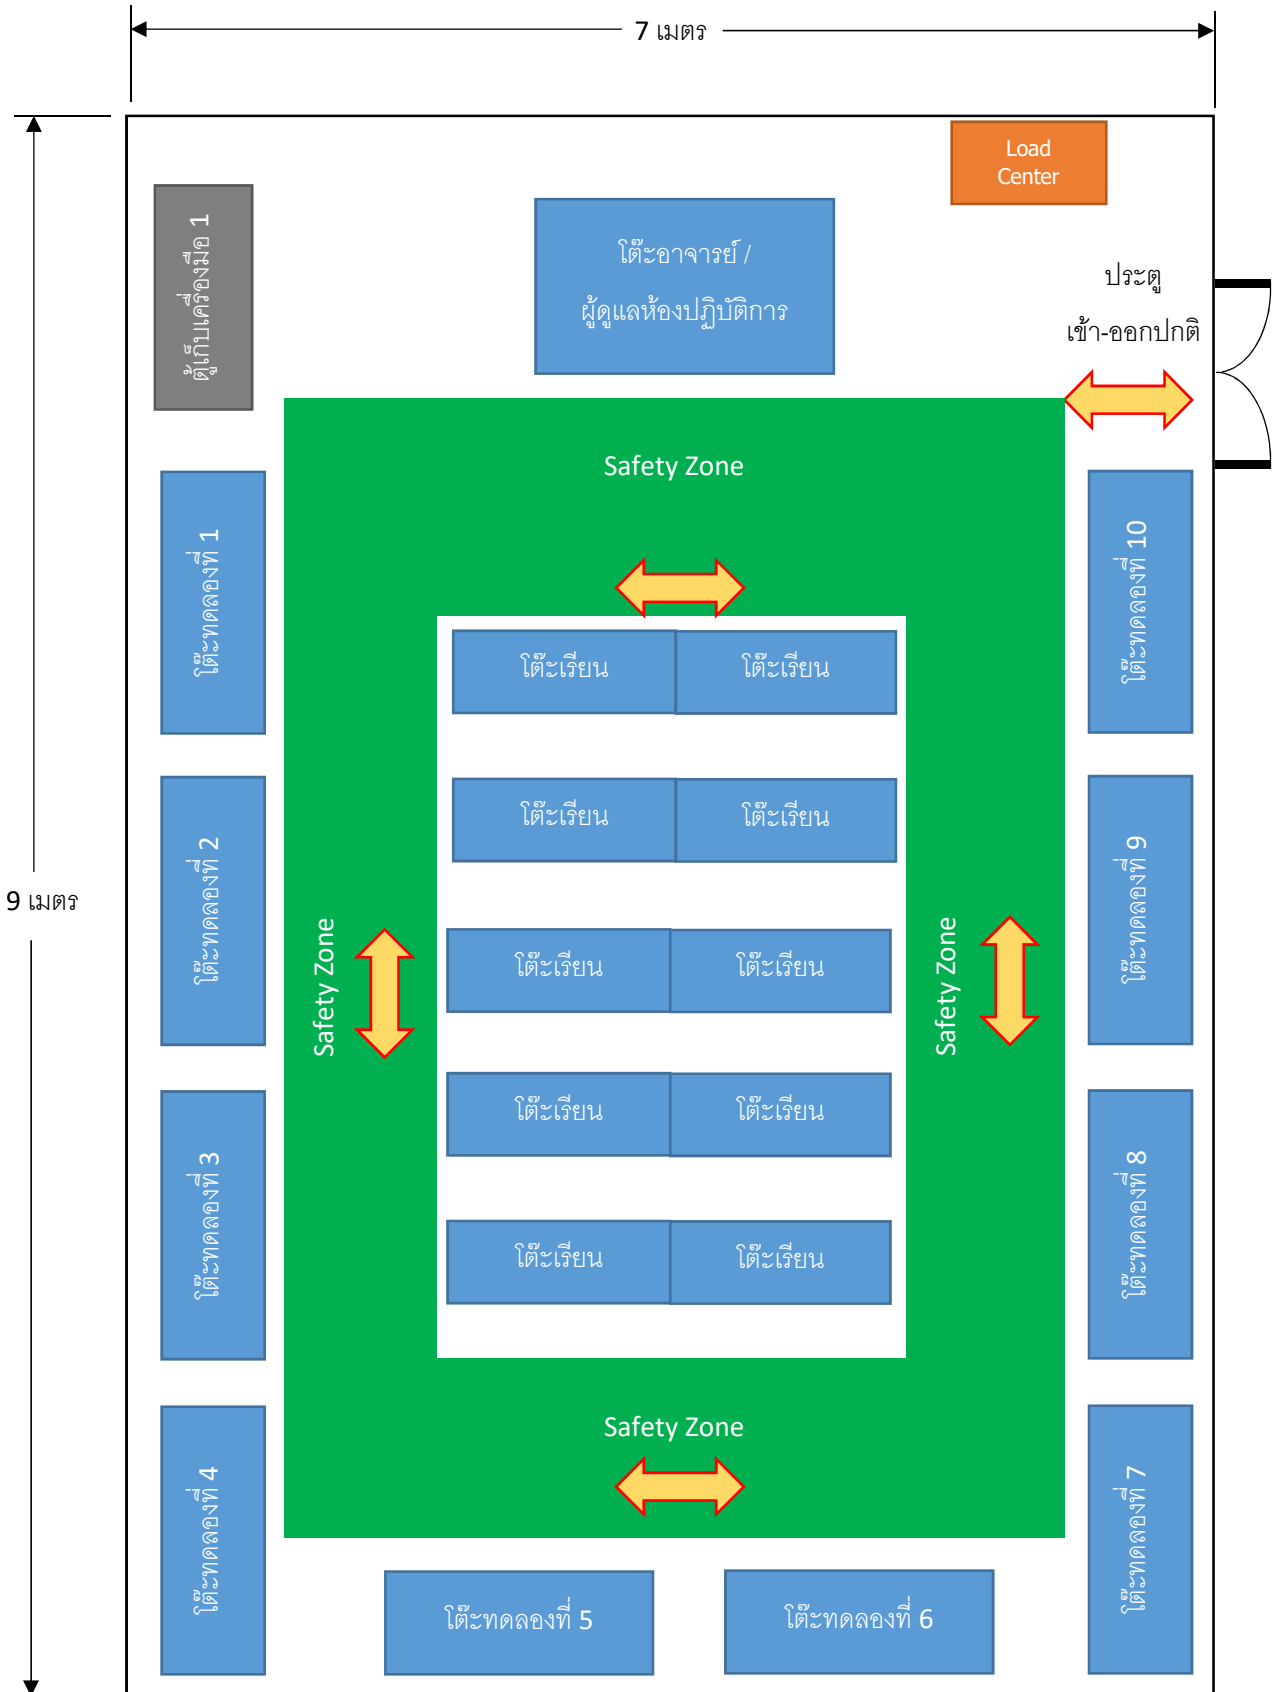 7 เมตร
Load
Center
ตู้เก็บเครื่องมือ 1
โต๊ะอาจารย์ /
ผู้ดูแลห้องปฏิบัติการ
ประตู
เข้า-ออกปกติ
Safety Zone
โต๊ะทดลองที่ 1
โต๊ะทดลองที่ 10
โต๊ะเรียน
โต๊ะเรียน
โต๊ะเรียน
โต๊ะเรียน
โต๊ะทดลองที่ 2
โต๊ะทดลองที่ 9
9 เมตร
Safety Zone
โต๊ะเรียน
โต๊ะเรียน
Safety Zone
โต๊ะเรียน
โต๊ะเรียน
โต๊ะทดลองที่ 3
โต๊ะทดลองที่ 8
โต๊ะเรียน
โต๊ะเรียน
Safety Zone
โต๊ะทดลองที่ 4
โต๊ะทดลองที่ 7
โต๊ะทดลองที่ 5
โต๊ะทดลองที่ 6